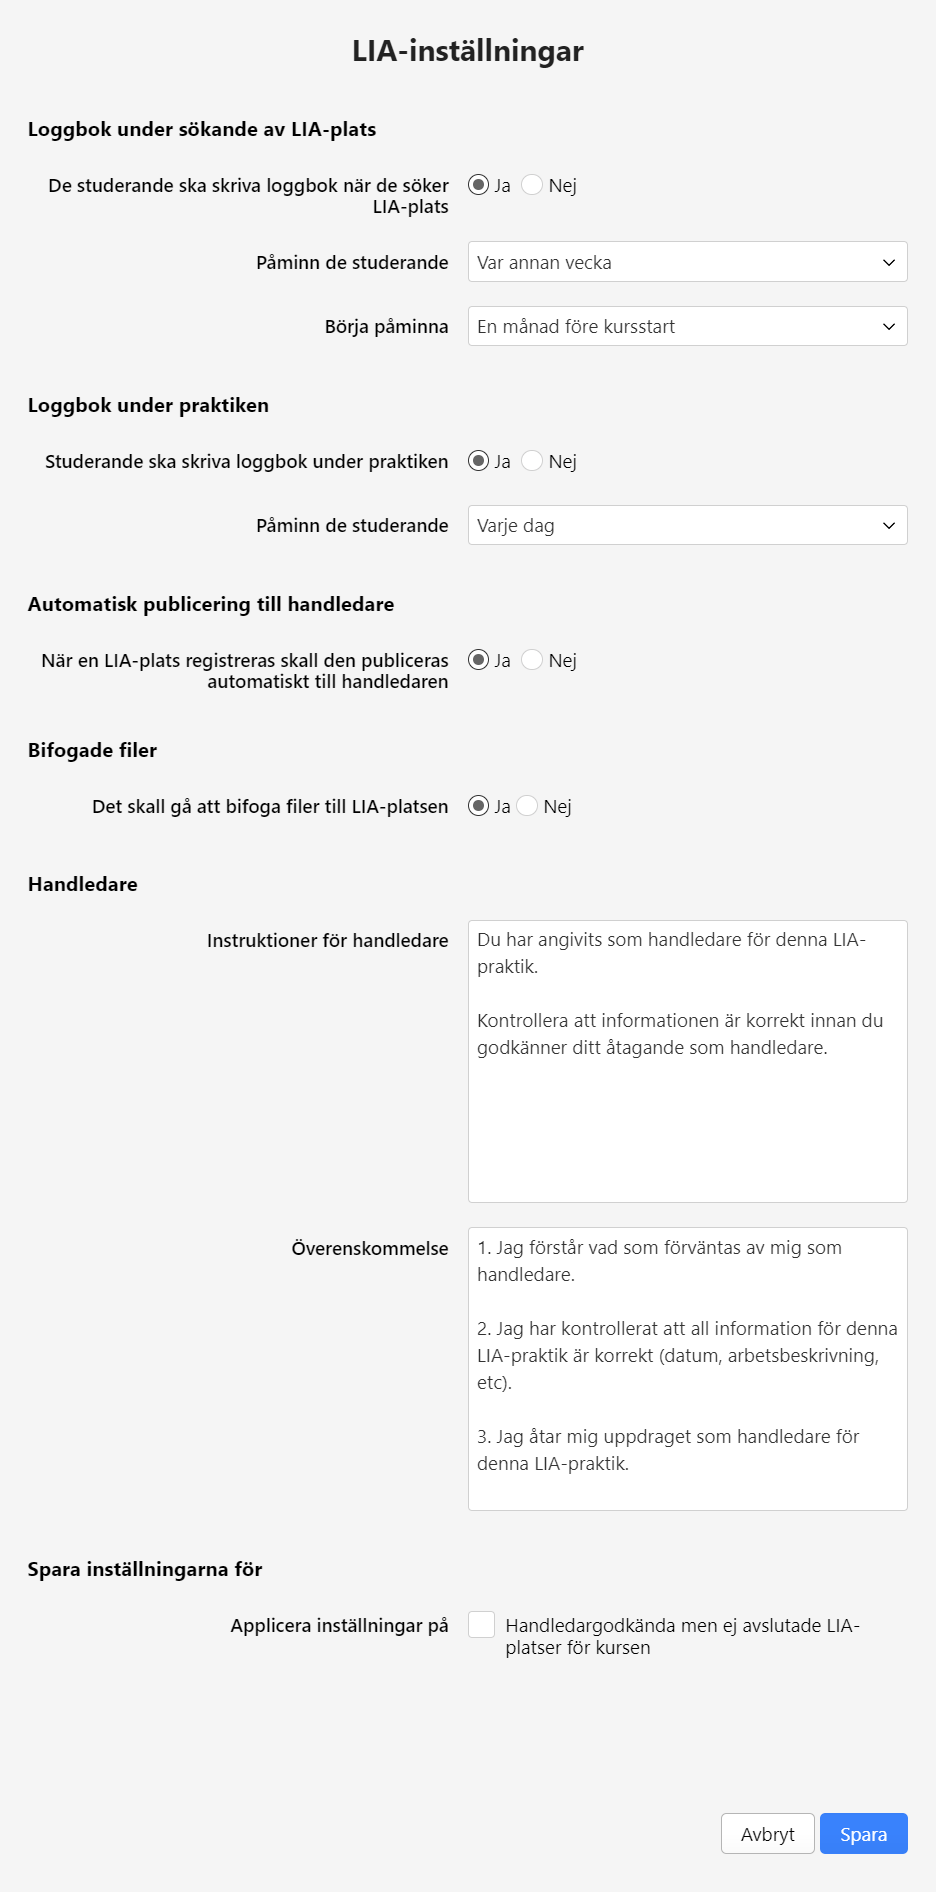 LIA-inställningar
Loggbok under sökande av LIA-plats
De studerande ska skriva loggbok när de söker
LIA-plats
Ja Nej
Påminn de studerande
Var annan vecka
Börja påminna
En månad före kursstart
Loggbok under praktiken
Studerande ska skriva loggbok under praktiken
Ja Nej
Påminn de studerande
Varje dag
Automatisk publicering till handledare
När en LIA-plats registreras skall den publiceras
automatiskt till handledaren
Ja Nej
Bifogade filer
Det skall gå att bifoga filer till LIA-platsen
Ja Nej
Handledare
Instruktioner för handledare
Du har angivits som handledare för denna LIA-
praktik.
Kontrollera att informationen är korrekt innan du
godkänner ditt åtagande som handledare.
Överenskommelse
1. Jag förstår vad som förväntas av mig som
handledare.
2. Jag har kontrollerat att all information för denna
LIA-praktik är korrekt (datum, arbetsbeskrivning,
etc).
3. Jag åtar mig uppdraget som handledare för
denna LIA-praktik.
Spara inställningarna för
Applicera inställningar på
Handledargodkända men ej avslutade LIA-
platser för kursen
Avbryt
Spara